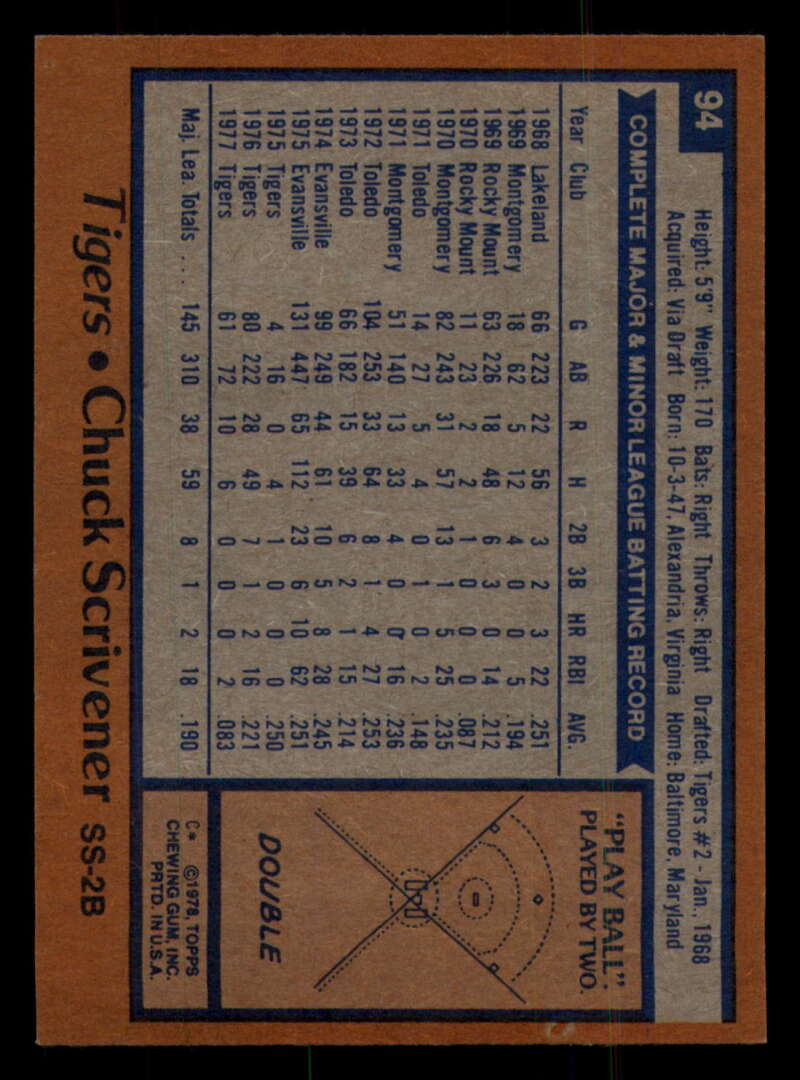 94
Height: 5'9" Weight: 170 Bats: Right Throws: Right Drafted: Tigers #2 - Jan., 1968
Acquired: Via Draft Born: 10-3-47, Alexandria, Virginia Home: Baltimore, Maryland
COMPLETE MAJOR & MINOR LEAGUE BATTING RECORD
Year Club G AB R H 2B 3B HR RBI AVG.
1968 Lakeland 66 223 22 56 3 2 3 22 .251
1969 Montgomery 18 62 5 12 4 0 0 5 .194
1969 Rocky Mount 63 226 18 48 6 3 0 14 .212
1970 Rocky Mount 11 23 2 2 1 0 0 0 .087
1970 Montgomery 82 243 31 57 13 1 5 25 .235
1971 Toledo 14 27 5 4 0 1 0 2 .148
1971 Montgomery 51 140 13 33 4 0 0 16 .236
1972 Toledo 104 253 33 64 8 1 4 27 .253
1973 Toledo 66 182 15 39 6 2 1 15 .214
1974 Evansville 99 249 44 61 10 5 8 28 .245
1975 Evansville 131 447 65 112 23 6 10 62 .251
1975 Tigers 4 16 0 4 1 0 0 0 .250
1976 Tigers 80 222 28 49 7 1 2 16 .221
1977 Tigers 61 72 10 6 0 0 0 2 .083
Maj. Lea. Totals . . . 145 310 38 59 8 1 2 18 .190
"PLAY BALL"
PLAYED BY TWO.
DOUBLE
C* ©1978, TOPPS
CHEWING GUM, INC.
PRTD. IN U.S.A.
Tigers • Chuck Scrivener SS-2B